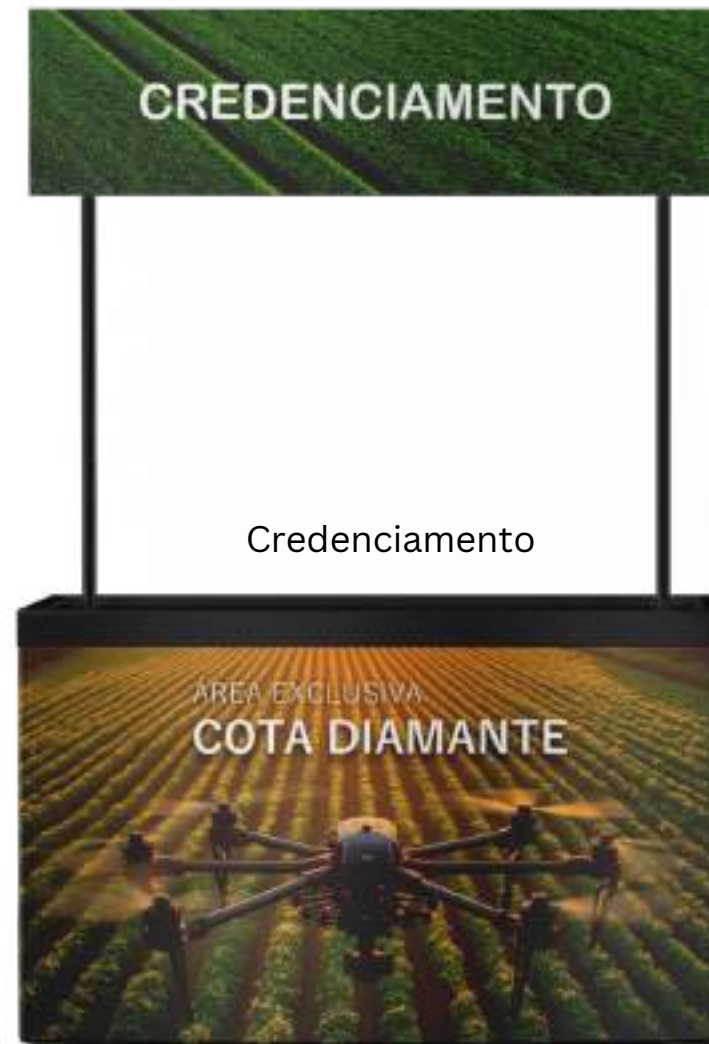 CREDENCIAMENTO
Credenciamento
ÁREA EXCLUSIVA
COTA DIAMANTE